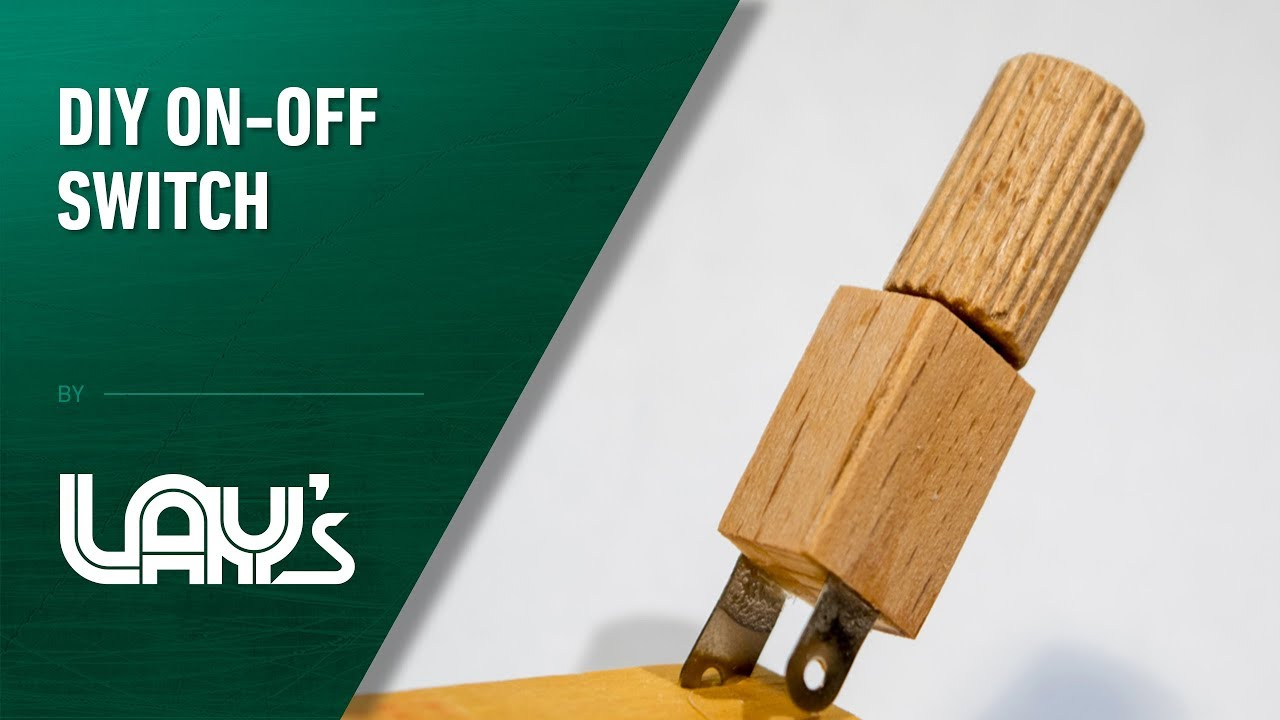 DIY ON-OFF
SWITCH
BY
LAY's